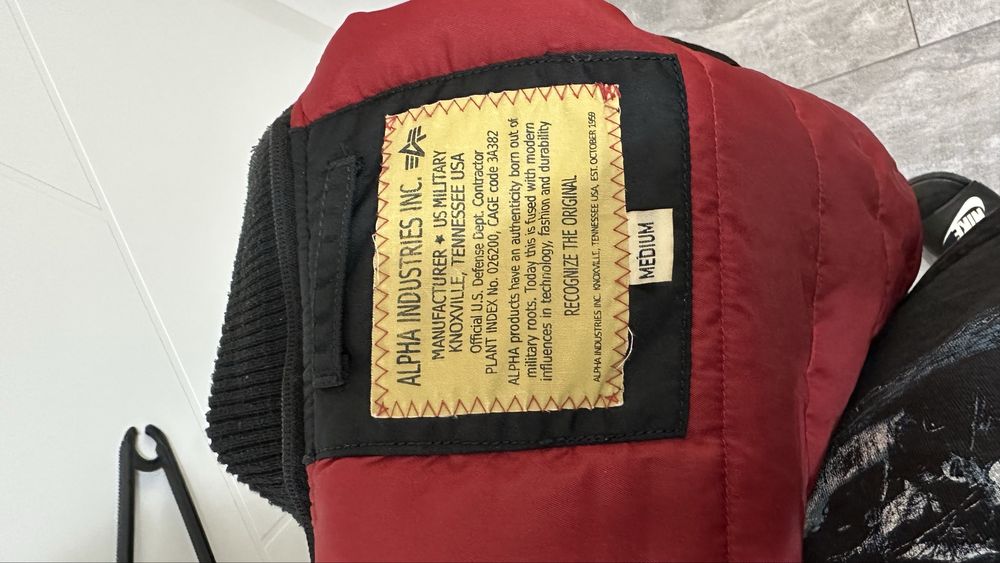 ALPHA INDUSTRIES INC.
MANUFACTURER ★ US MILITARY
KNOXVILLE, TENNESSEE USA
Official U.S. Defense Dept. Contractor
PLANT INDEX No. 026200, CAGE code 3A382
ALPHA products have an authenticity born out of
military roots. Today this is fused with modern
influences in technology, fashion and durability
RECOGNIZE THE ORIGINAL
ALPHA INDUSTRIES INC. KNOXVILLE, TENNESSEE USA, EST. OCTOBER 1959
MEDIUM
NIKE